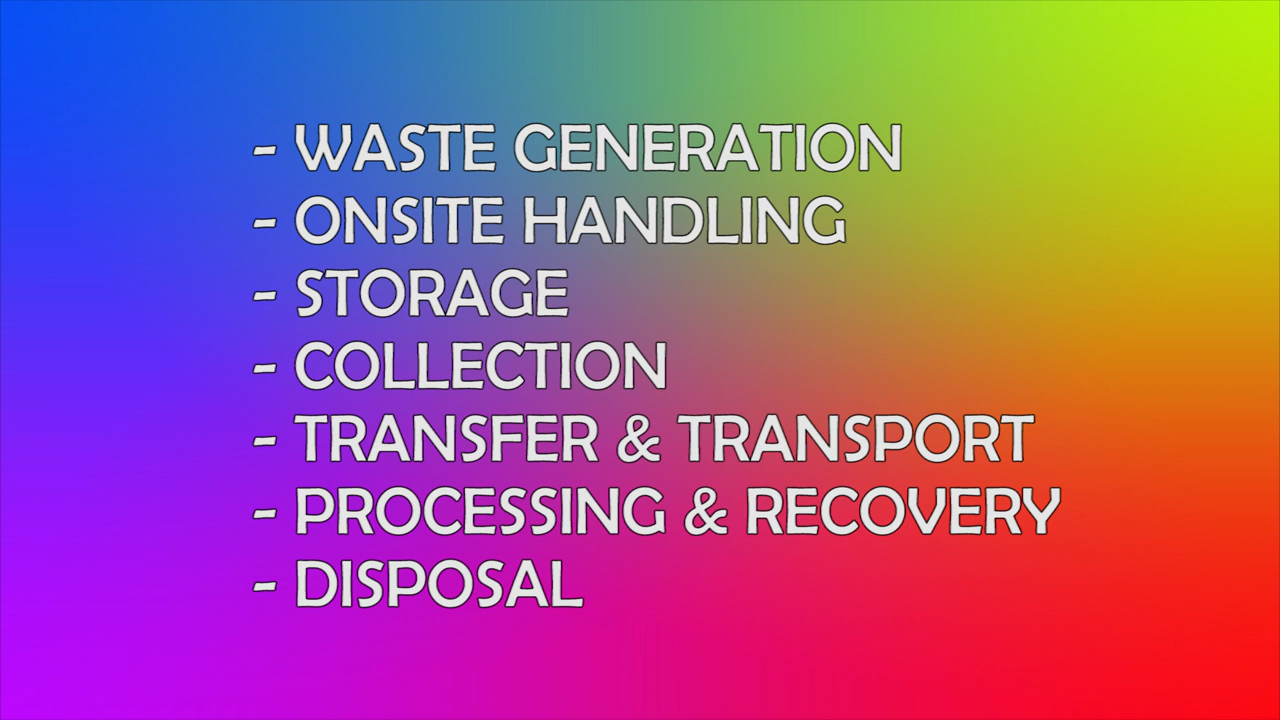 - WASTE GENERATION
- ONSITE HANDLING
- STORAGE
- COLLECTION
- TRANSFER & TRANSPORT
- PROCESSING & RECOVERY
- DISPOSAL